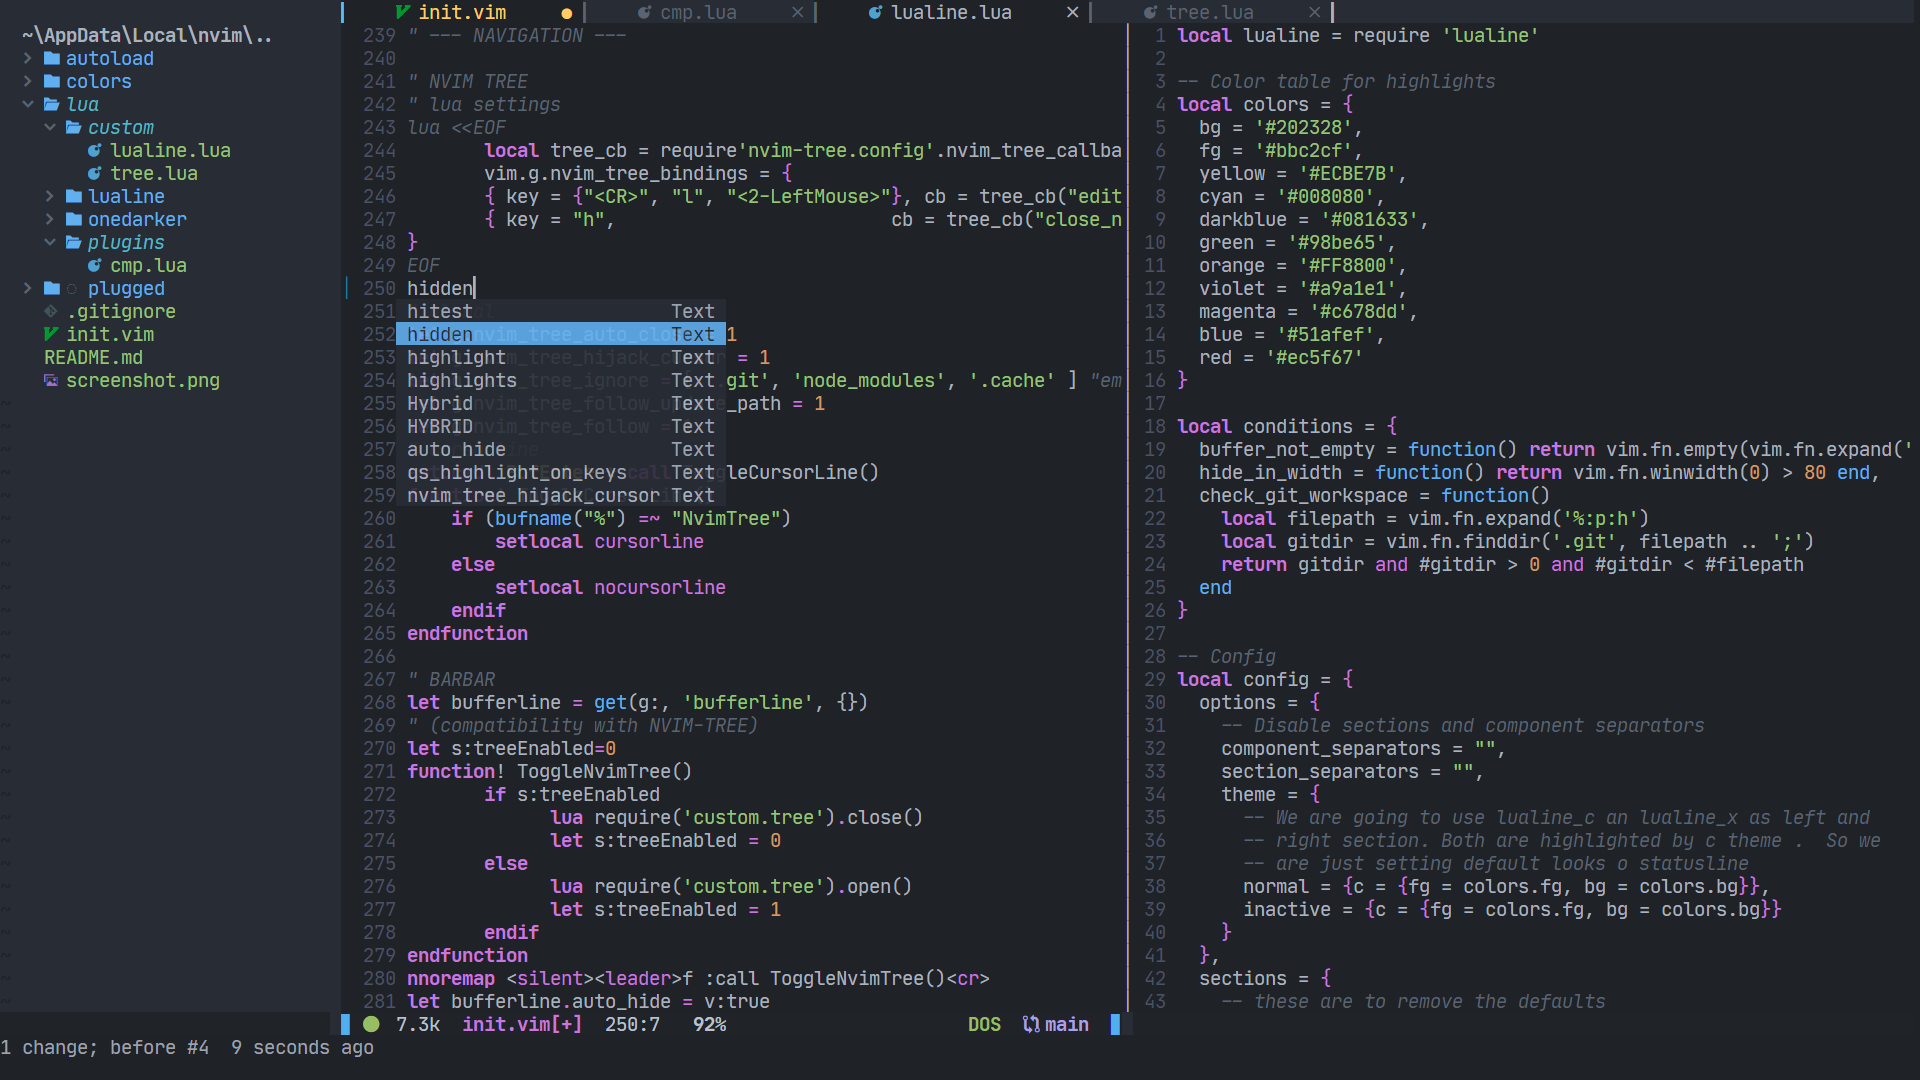 init.vim
cmp.lua
lualine.lua
tree.lua
~\AppData\Local\nvim\..
autoload
colors
lua
custom
lualine.lua
tree.lua
lualine
onedarker
plugins
cmp.lua
plugged
.gitignore
init.vim
README.md
screenshot.png
239 " --- NAVIGATION ---
240
241 " NVIM TREE
242 " lua settings
243 lua <<EOF
244 local tree_cb = require'nvim-tree.config'.nvim_tree_callba
245 vim.g.nvim_tree_bindings = {
246 { key = {"<CR>", "l", "<2-LeftMouse>"}, cb = tree_cb("edit
247 { key = "h", cb = tree_cb("close_n
248 }
249 EOF
250 hidden
251 hitest Text
252 hidden nvim_tree_auto_clo Text 1
253 highlight Text = 1
254 highlights _tree_ignore Text git', 'node_modules', '.cache' ] "em
255 Hybrid nvim_tree_follow_u Text _path = 1
256 HYBRID nvim_tree_follow Text
257 auto_hide Text
258 qs_highlight_on_keys Text gleCursorLine()
259 nvim_tree_hijack_cursor Text
260 if (bufname("%") =~ "NvimTree")
261 setlocal cursorline
262 else
263 setlocal nocursorline
264 endif
265 endfunction
266
267 " BARBAR
268 let bufferline = get(g:, 'bufferline', {})
269 " (compatibility with NVIM-TREE)
270 let s:treeEnabled=0
271 function! ToggleNvimTree()
272 if s:treeEnabled
273 lua require('custom.tree').close()
274 let s:treeEnabled = 0
275 else
276 lua require('custom.tree').open()
277 let s:treeEnabled = 1
278 endif
279 endfunction
280 nnoremap <silent><leader>f :call ToggleNvimTree()<cr>
281 let bufferline.auto_hide = v:true
1 local lualine = require 'lualine'
2
3 -- Color table for highlights
4 local colors = {
5 bg = '#202328',
6 fg = '#bbc2cf',
7 yellow = '#ECBE7B',
8 cyan = '#008080',
9 darkblue = '#081633',
10 green = '#98be65',
11 orange = '#FF8800',
12 violet = '#a9a1e1',
13 magenta = '#c678dd',
14 blue = '#51afef',
15 red = '#ec5f67'
16 }
17
18 local conditions = {
19 buffer_not_empty = function() return vim.fn.empty(vim.fn.expand('
20 hide_in_width = function() return vim.fn.winwidth(0) > 80 end,
21 check_git_workspace = function()
22 local filepath = vim.fn.expand('%:p:h')
23 local gitdir = vim.fn.finddir('.git', filepath .. ';')
24 return gitdir and #gitdir > 0 and #gitdir < #filepath
25 end
26 }
27
28 -- Config
29 local config = {
30 options = {
31 -- Disable sections and component separators
32 component_separators = "",
33 section_separators = "",
34 theme = {
35 -- We are going to use lualine_c an lualine_x as left and
36 -- right section. Both are highlighted by c theme .  So we
37 -- are just setting default looks o statusline
38 normal = {c = {fg = colors.fg, bg = colors.bg}},
39 inactive = {c = {fg = colors.fg, bg = colors.bg}}
40 }
41 },
42 sections = {
43 -- these are to remove the defaults
7.3k init.vim[+] 250:7 92% DOS main
1 change; before #4  9 seconds ago